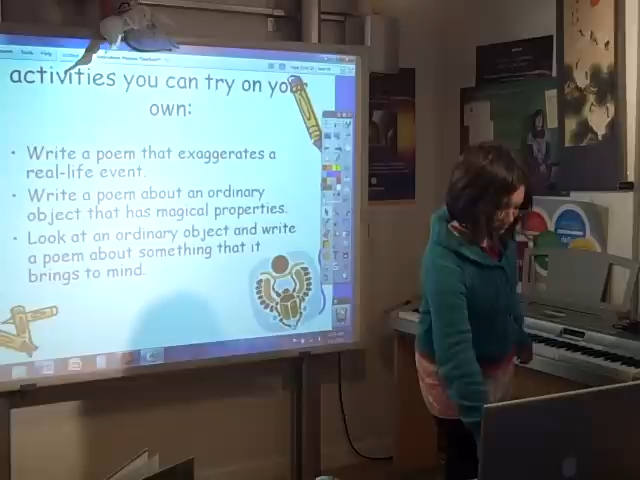 activities you can try on your
own:
• Write a poem that exaggerates a
real-life event.
• Write a poem about an ordinary
object that has magical properties.
• Look at an ordinary object and write
a poem about something that it
brings to mind.